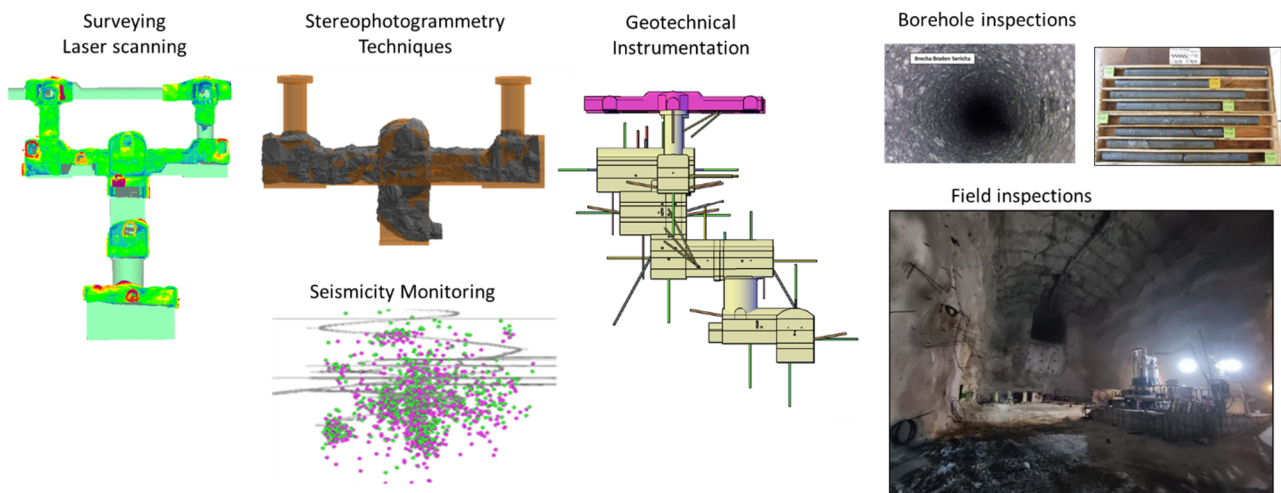 Surveying
Laser scanning
Stereophotogrammetry
Techniques
Geotechnical
Instrumentation
Borehole inspections
Brecha Braden Sericita
Field inspections
Seismicity Monitoring